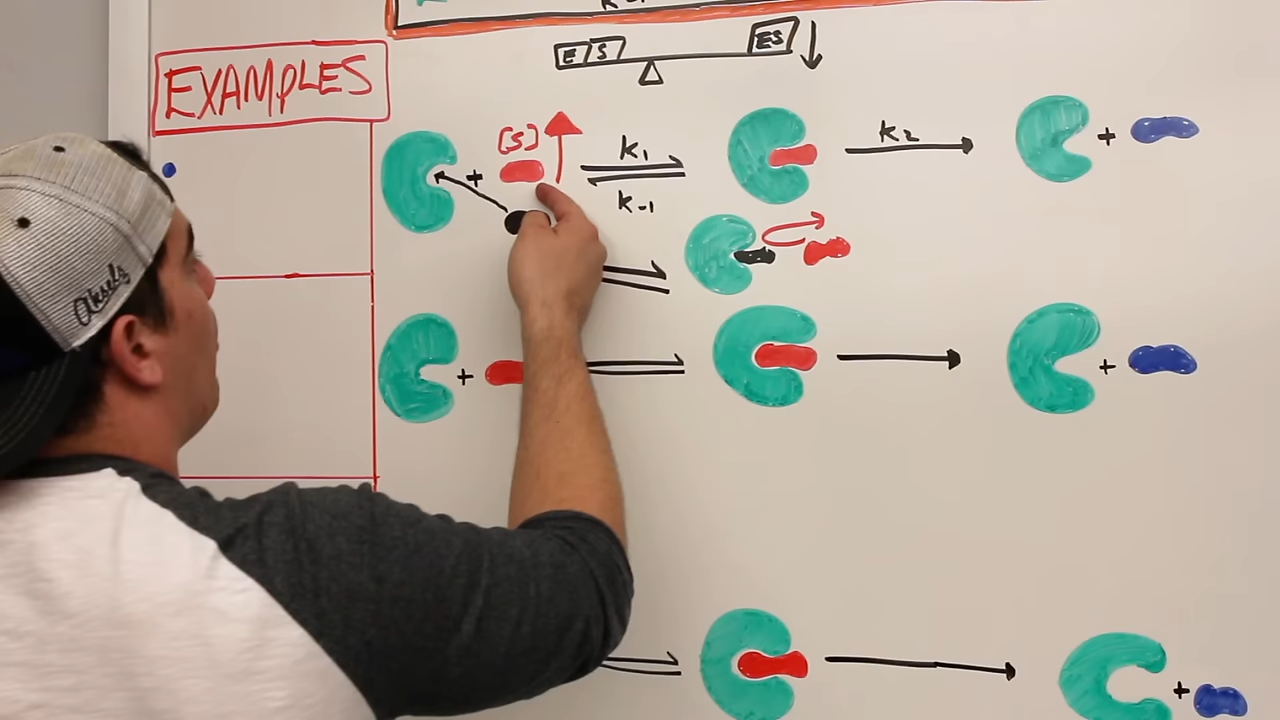 E S ES
EXAMPLES
[S]
+ k₁ k₂ +
k₋₁
+ +
+